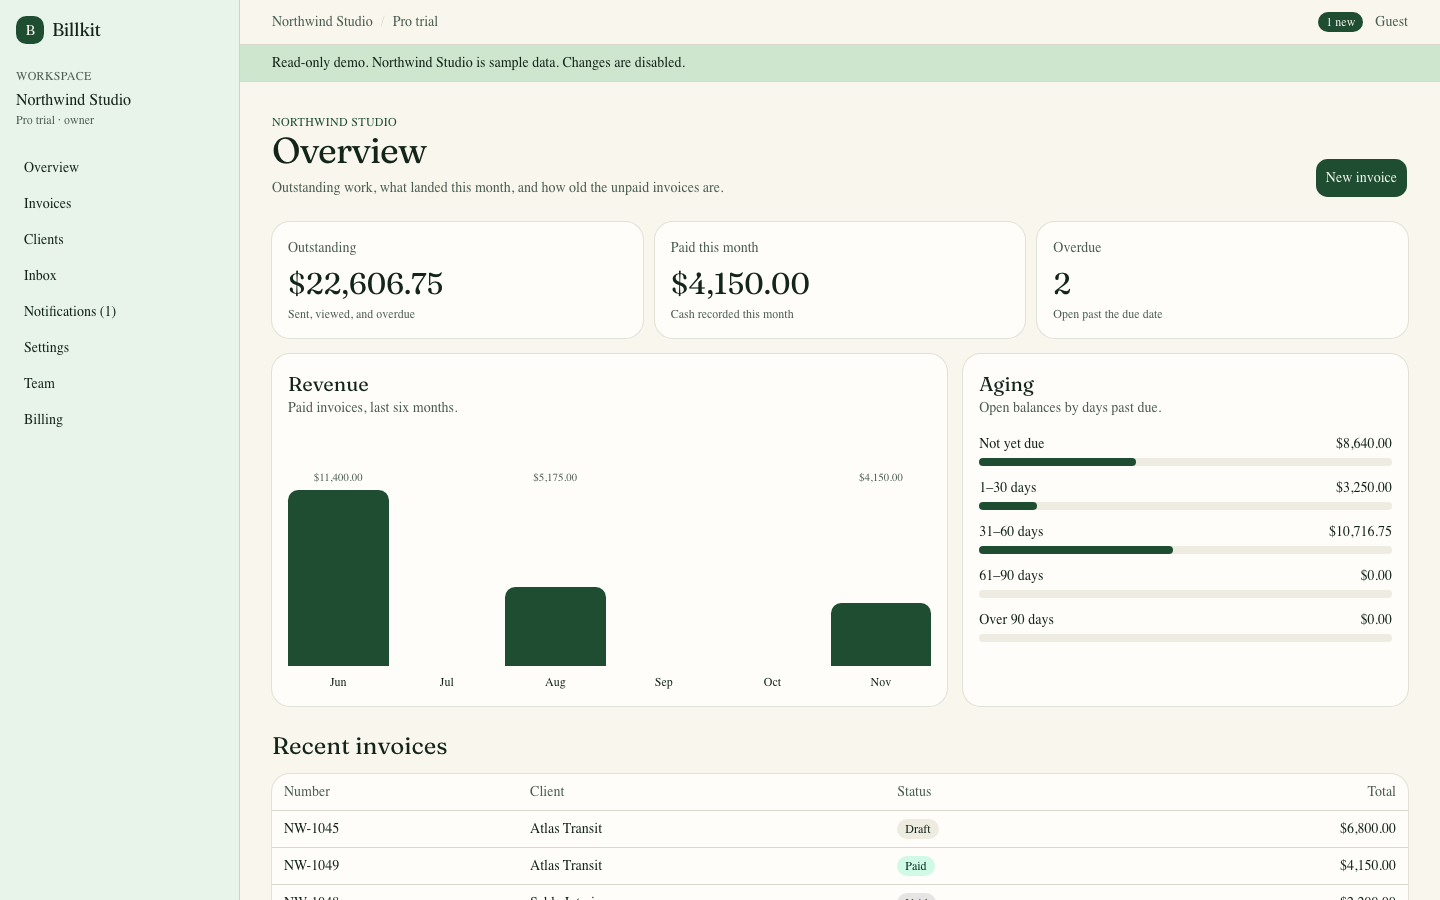 B Billkit
WORKSPACE
Northwind Studio
Pro trial · owner
Overview
Invoices
Clients
Inbox
Notifications (1)
Settings
Team
Billing
Northwind Studio / Pro trial
1 new Guest
Read-only demo. Northwind Studio is sample data. Changes are disabled.
NORTHWIND STUDIO
Overview
Outstanding work, what landed this month, and how old the unpaid invoices are.
New invoice
Outstanding
$22,606.75
Sent, viewed, and overdue
Paid this month
$4,150.00
Cash recorded this month
Overdue
2
Open past the due date
Revenue
Paid invoices, last six months.
$11,400.00 $5,175.00 $4,150.00
Jun Jul Aug Sep Oct Nov
Aging
Open balances by days past due.
Not yet due $8,640.00
1–30 days $3,250.00
31–60 days $10,716.75
61–90 days $0.00
Over 90 days $0.00
Recent invoices
Number Client Status Total
NW-1045 Atlas Transit Draft $6,800.00
NW-1049 Atlas Transit Paid $4,150.00